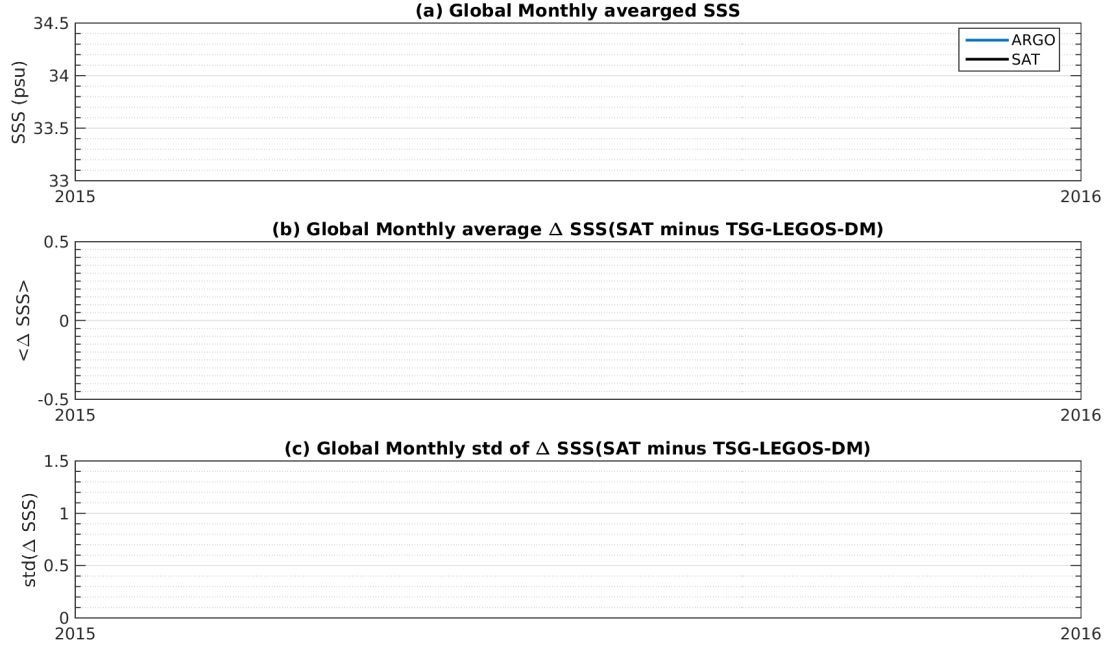 (a) Global Monthly avearged SSS
34.5
34
33.5
33
SSS (psu)
ARGO
SAT
2015
2016
(b) Global Monthly average Δ SSS(SAT minus TSG-LEGOS-DM)
0.5
0
-0.5
<Δ SSS>
2015
2016
(c) Global Monthly std of Δ SSS(SAT minus TSG-LEGOS-DM)
1.5
1
0.5
0
std(Δ SSS)
2015
2016